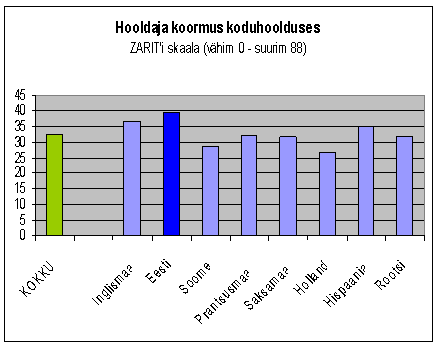 Hooldaja koormus koduhoolduses
ZARIT'i skaala (vähim 0 - suurim 88)
45
40
35
30
25
20
15
10
5
0
KOKKU
Inglismaa
Eesti
Soome
Prantsusmaa
Saksamaa
Holland
Hispaania
Rootsi